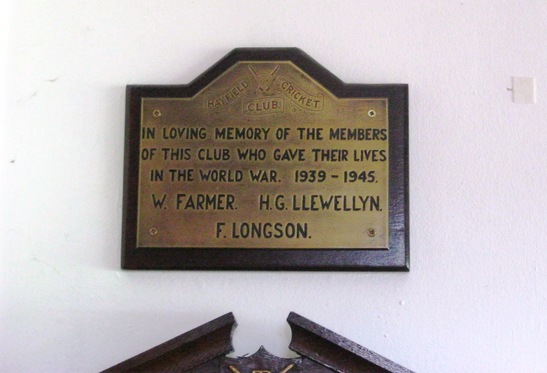 HAYFIELD CRICKET
CLUB.
IN LOVING MEMORY OF THE MEMBERS
OF THIS CLUB WHO GAVE THEIR LIVES
IN THE WORLD WAR. 1939 - 1945.
W. FARMER. H.G. LLEWELLYN.
F. LONGSON.